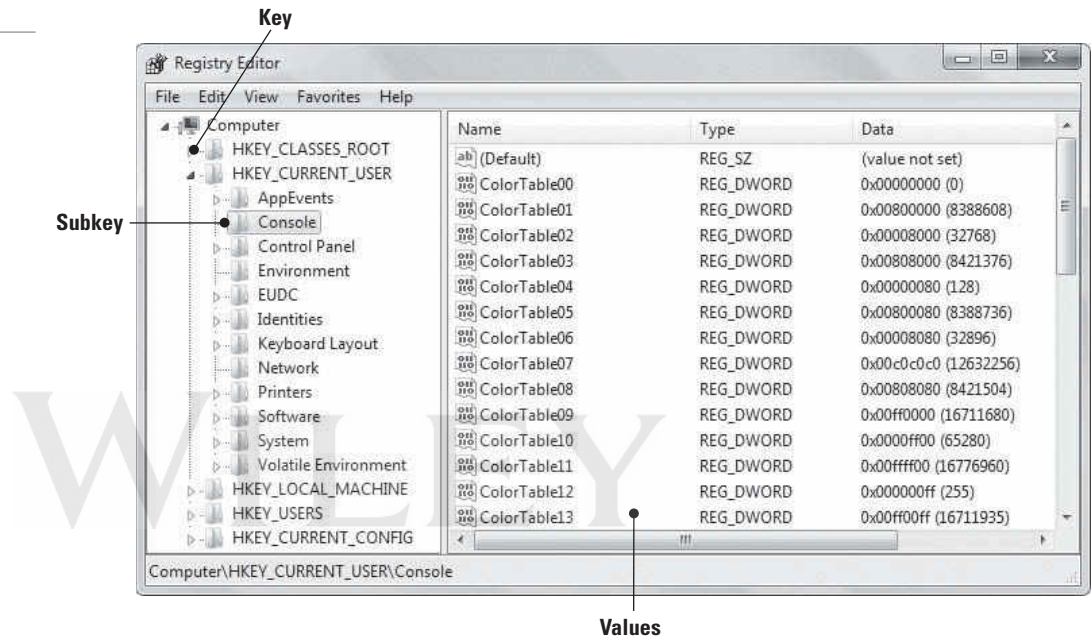 Key
Registry Editor
File Edit View Favorites Help
Computer
HKEY_CLASSES_ROOT
HKEY_CURRENT_USER
AppEvents
Subkey
Console
Control Panel
Environment
EUDC
Identities
Keyboard Layout
Network
Printers
Software
System
Volatile Environment
HKEY_LOCAL_MACHINE
HKEY_USERS
HKEY_CURRENT_CONFIG
Name Type Data
(Default) REG_SZ (value not set)
ColorTable00 REG_DWORD 0x00000000 (0)
ColorTable01 REG_DWORD 0x00800000 (8388608)
ColorTable02 REG_DWORD 0x00008000 (32768)
ColorTable03 REG_DWORD 0x00808000 (8421376)
ColorTable04 REG_DWORD 0x00000080 (128)
ColorTable05 REG_DWORD 0x00800080 (8388736)
ColorTable06 REG_DWORD 0x00008080 (32896)
ColorTable07 REG_DWORD 0x00c0c0c0 (12632256)
ColorTable08 REG_DWORD 0x00808080 (8421504)
ColorTable09 REG_DWORD 0x00ff0000 (16711680)
ColorTable10 REG_DWORD 0x0000ff00 (65280)
ColorTable11 REG_DWORD 0x00ffff00 (16776960)
ColorTable12 REG_DWORD 0x000000ff (255)
ColorTable13 REG_DWORD 0x00ff00ff (16711935)
Computer\HKEY_CURRENT_USER\Console
Values
WILEY